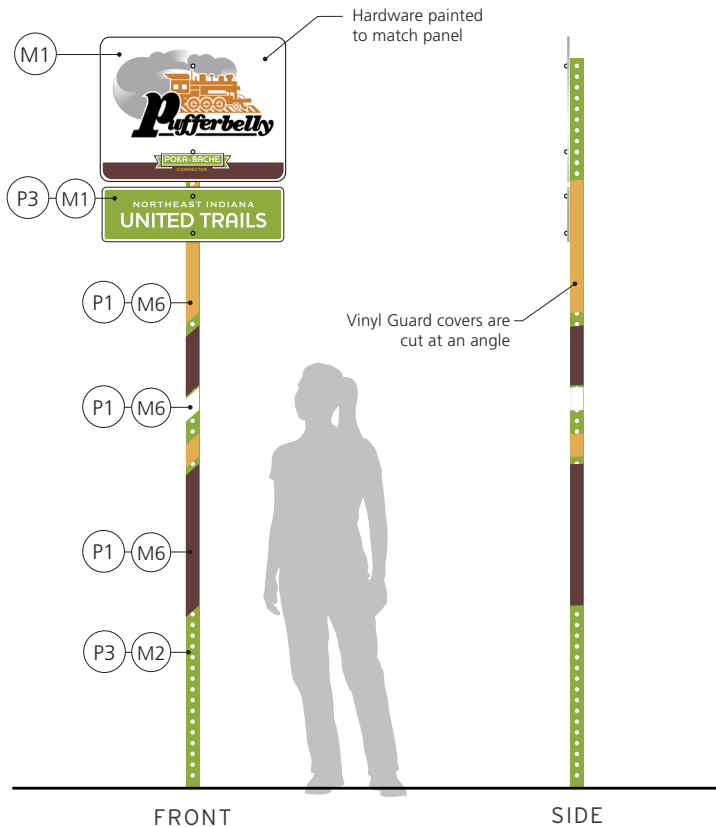 M1
Hardware painted
to match panel
Pufferbelly
POKA-BACHE
CONNECTOR
P3 M1
NORTHEAST INDIANA
UNITED TRAILS
P1 M6
Vinyl Guard covers are
cut at an angle
P1 M6
P1 M6
P3 M2
FRONT
SIDE